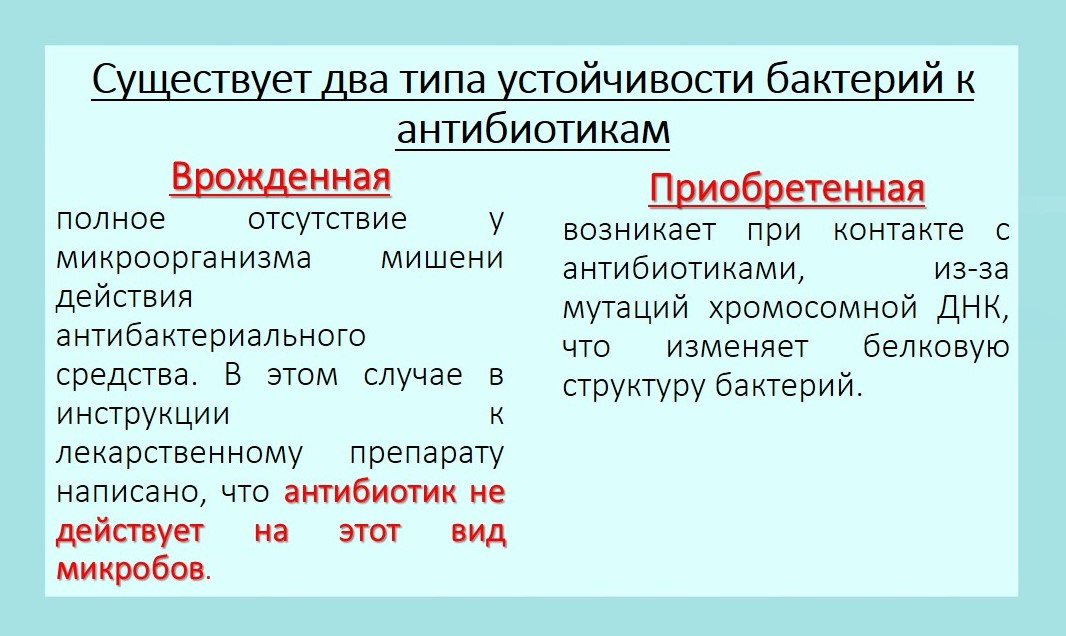 Существует два типа устойчивости бактерий к
антибиотикам
Врожденная
полное отсутствие у
микроорганизма мишени
действия
антибактериального
средства. В этом случае в
инструкции к
лекарственному препарату
написано, что антибиотик не
действует на этот вид
микробов.
Приобретенная
возникает при контакте с
антибиотиками, из-за
мутаций хромосомной ДНК,
что изменяет белковую
структуру бактерий.